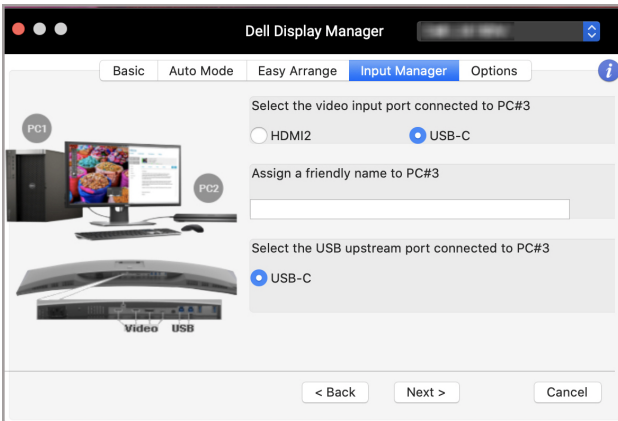 Dell Display Manager
Basic Auto Mode Easy Arrange Input Manager Options
i
Select the video input port connected to PC#3
HDMI2 USB-C
PC1
Assign a friendly name to PC#3
PC2
Select the USB upstream port connected to PC#3
USB-C
Video USB
< Back Next > Cancel